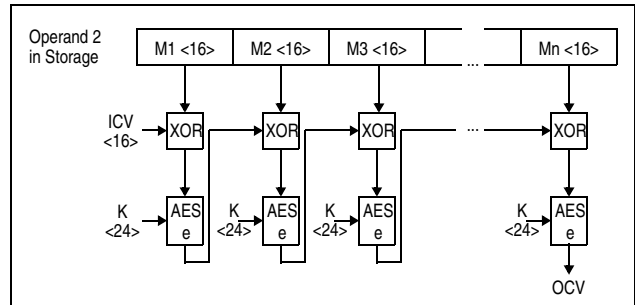 Operand 2
in Storage
M1 <16> M2 <16> M3 <16> ... Mn <16>
ICV
<16>
XOR XOR XOR ... XOR
K
<24>
AES
e
K
<24>
AES
e
K
<24>
AES
e
K
<24>
AES
e
OCV